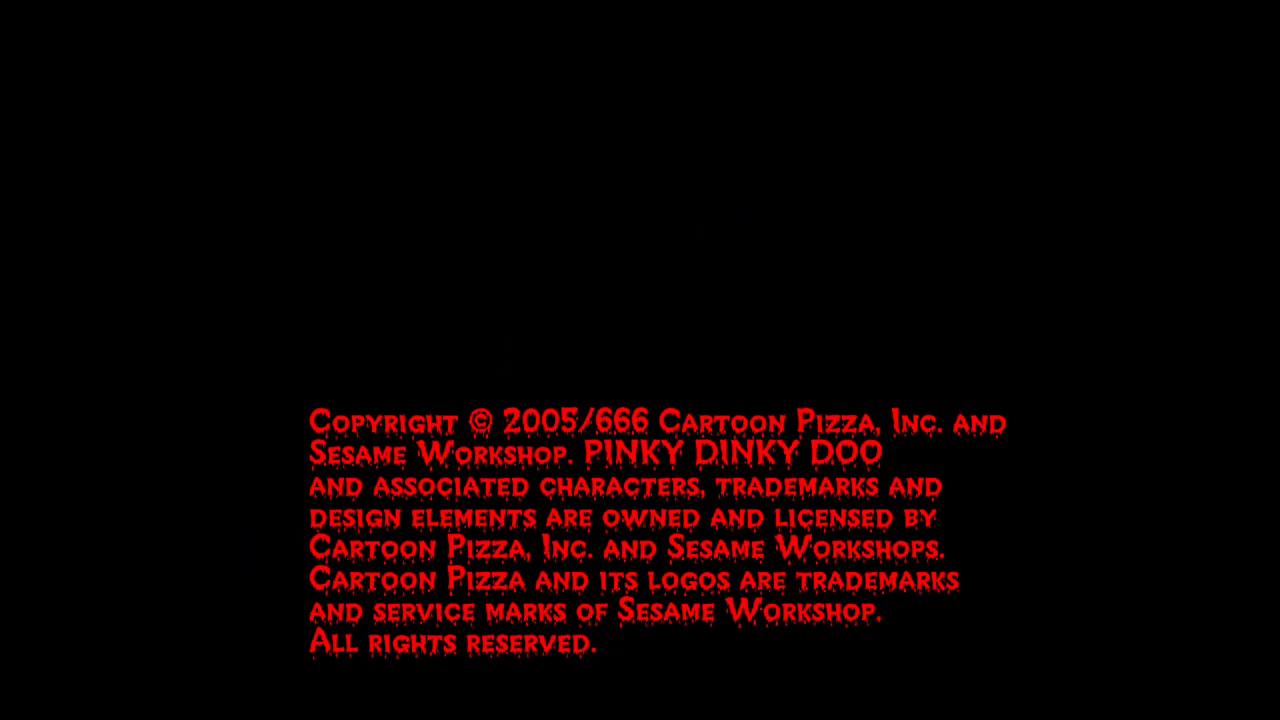 Copyright © 2005/666 Cartoon Pizza, Inc. and
Sesame Workshop. PINKY DINKY DOO
and associated characters, trademarks and
design elements are owned and licensed by
Cartoon Pizza, Inc. and Sesame Workshops.
Cartoon Pizza and its logos are trademarks
and service marks of Sesame Workshop.
All rights reserved.